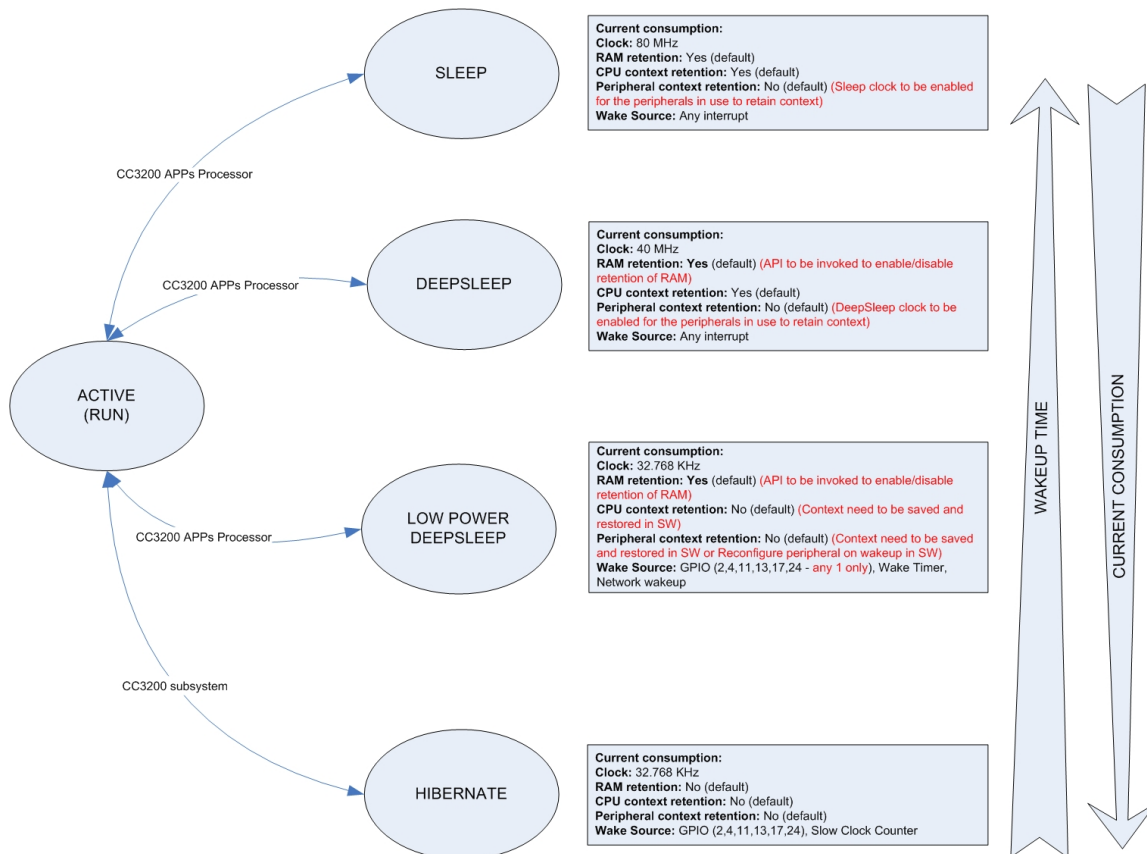 SLEEP
Current consumption:
Clock: 80 MHz
RAM retention: Yes (default)
CPU context retention: Yes (default)
Peripheral context retention: No (default) (Sleep clock to be enabled
for the peripherals in use to retain context)
Wake Source: Any interrupt
CC3200 APPs Processor
DEEPSLEEP
Current consumption:
Clock: 40 MHz
RAM retention: Yes (default) (API to be invoked to enable/disable
retention of RAM)
CPU context retention: Yes (default)
Peripheral context retention: No (default) (DeepSleep clock to be
enabled for the peripherals in use to retain context)
Wake Source: Any interrupt
CC3200 APPs Processor
ACTIVE
(RUN)
LOW POWER
DEEPSLEEP
Current consumption:
Clock: 32.768 KHz
RAM retention: Yes (default) (API to be invoked to enable/disable
retention of RAM)
CPU context retention: No (default) (Context need to be saved and
restored in SW)
Peripheral context retention: No (default) (Context need to be saved
and restored in SW or Reconfigure peripheral on wakeup in SW)
Wake Source: GPIO (2,4,11,13,17,24 - any 1 only), Wake Timer,
Network wakeup
CC3200 APPs Processor
CC3200 subsystem
HIBERNATE
Current consumption:
Clock: 32.768 KHz
RAM retention: No (default)
CPU context retention: No (default)
Peripheral context retention: No (default)
Wake Source: GPIO (2,4,11,13,17,24), Slow Clock Counter
WAKEUP TIME
CURRENT CONSUMPTION